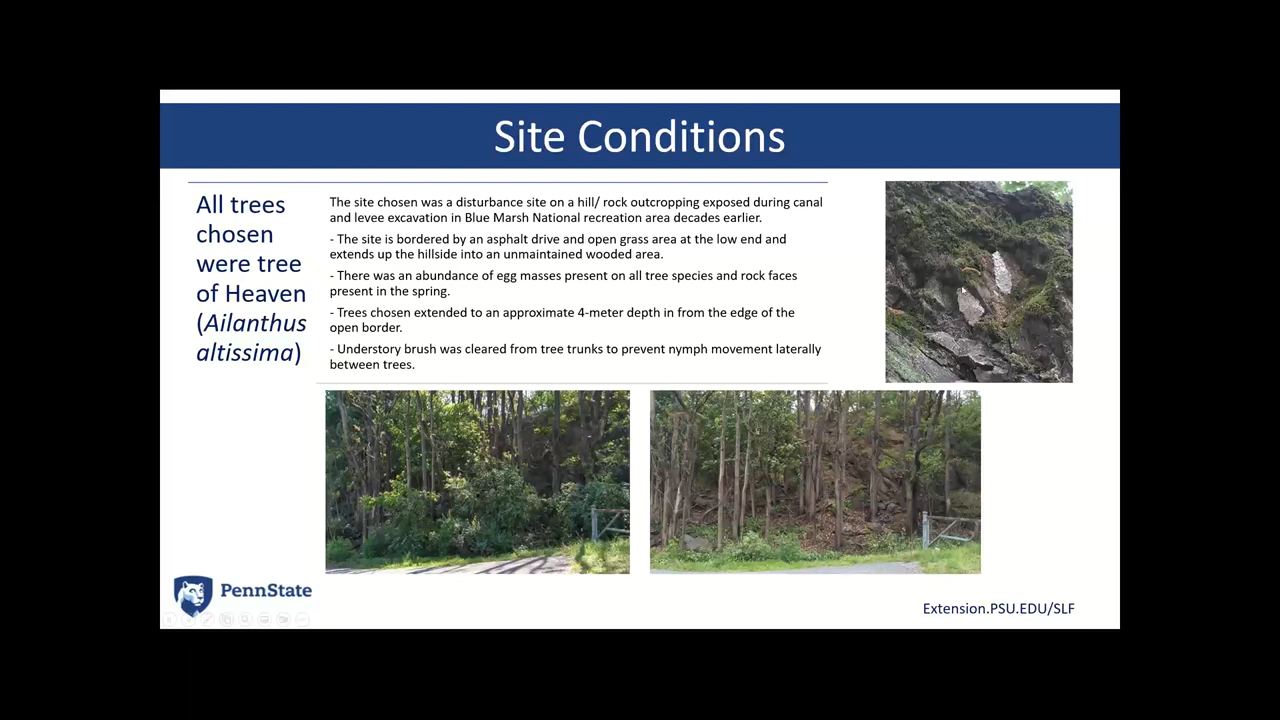 Site Conditions
All trees
chosen
were tree
of Heaven
(Ailanthus
altissima)
The site chosen was a disturbance site on a hill/ rock outcropping exposed during canal
and levee excavation in Blue Marsh National recreation area decades earlier.
- The site is bordered by an asphalt drive and open grass area at the low end and
extends up the hillside into an unmaintained wooded area.
- There was an abundance of egg masses present on all tree species and rock faces
present in the spring.
- Trees chosen extended to an approximate 4-meter depth in from the edge of the
open border.
- Understory brush was cleared from tree trunks to prevent nymph movement laterally
between trees.
PennState
Extension.PSU.EDU/SLF